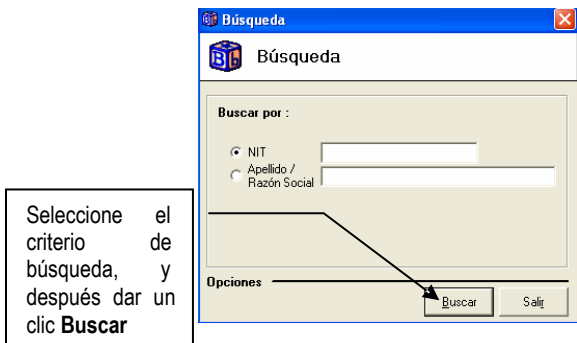 Búsqueda
Búsqueda
Buscar por :
NIT
Apellido /
Razón Social
Seleccione el
criterio de
búsqueda, y
después dar un
clic Buscar
Opciones
Buscar
Salir